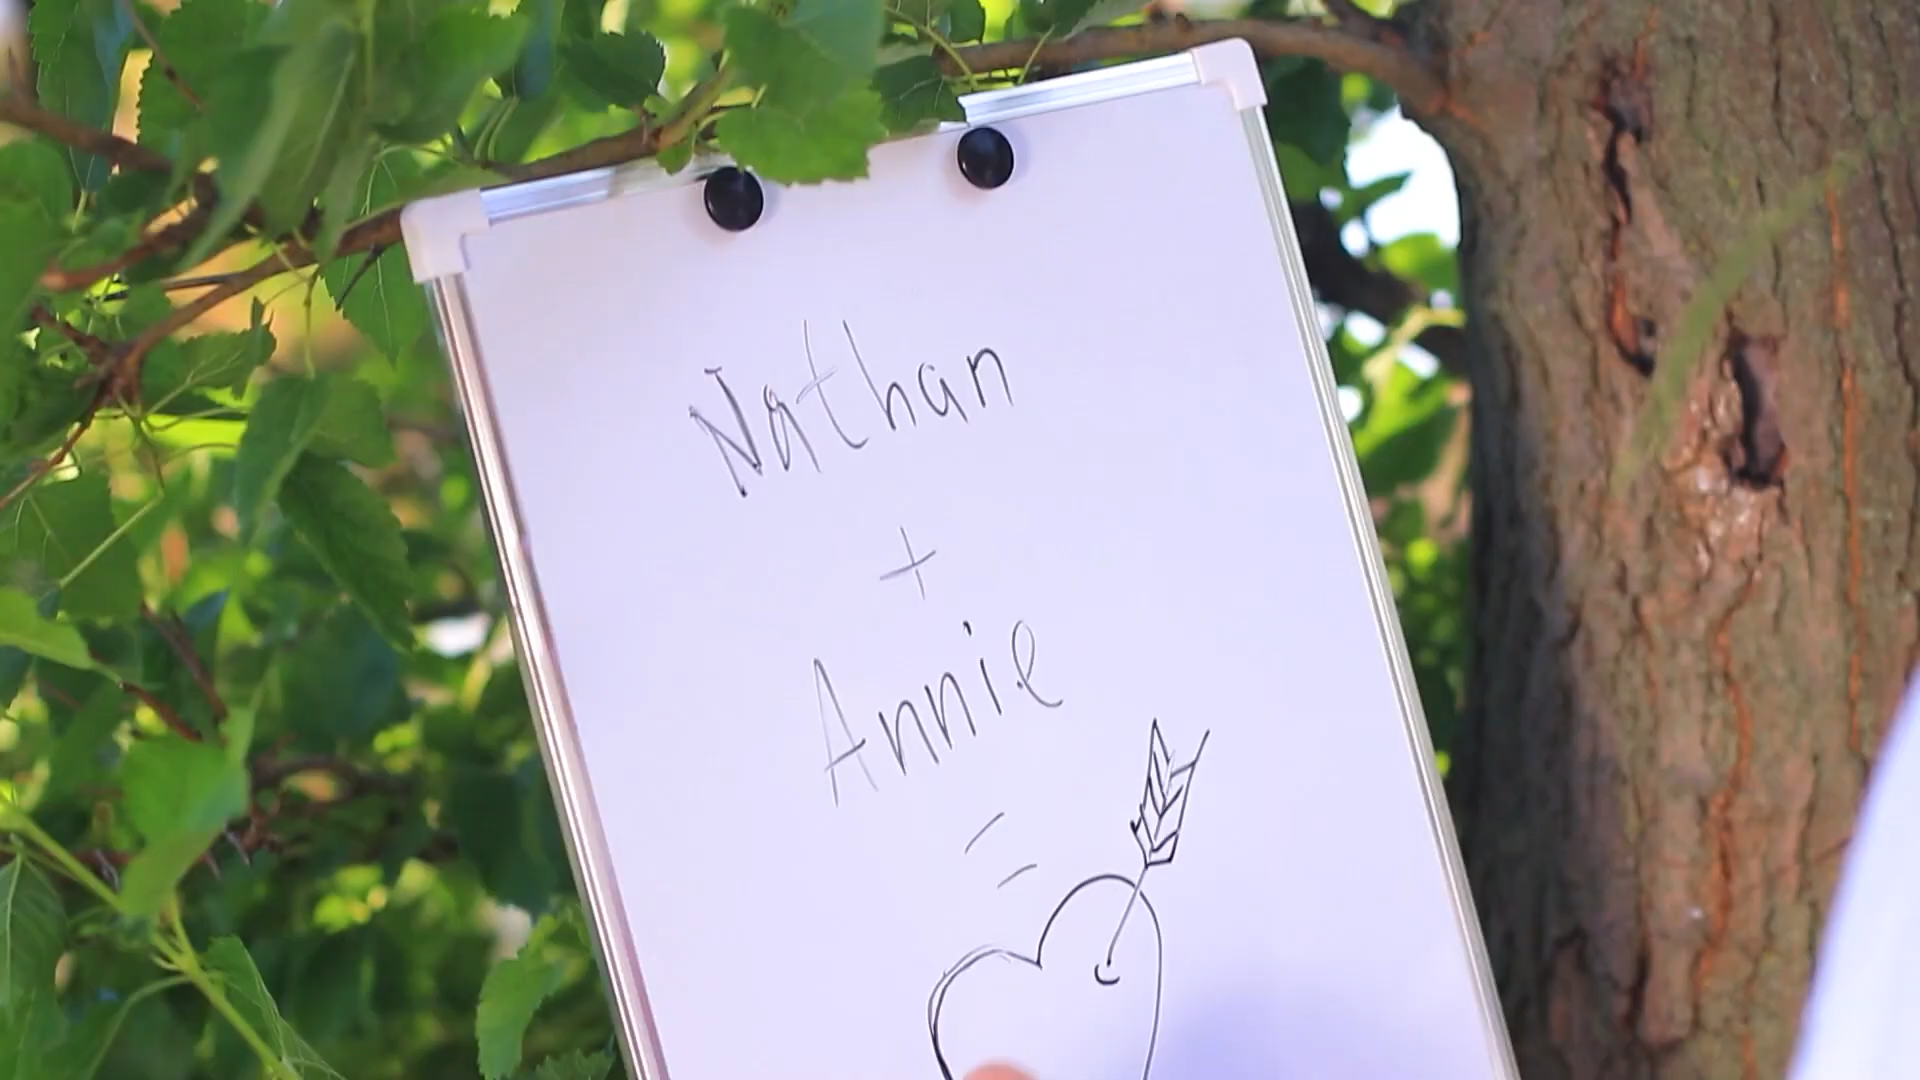 Nathan
+
Annie
=